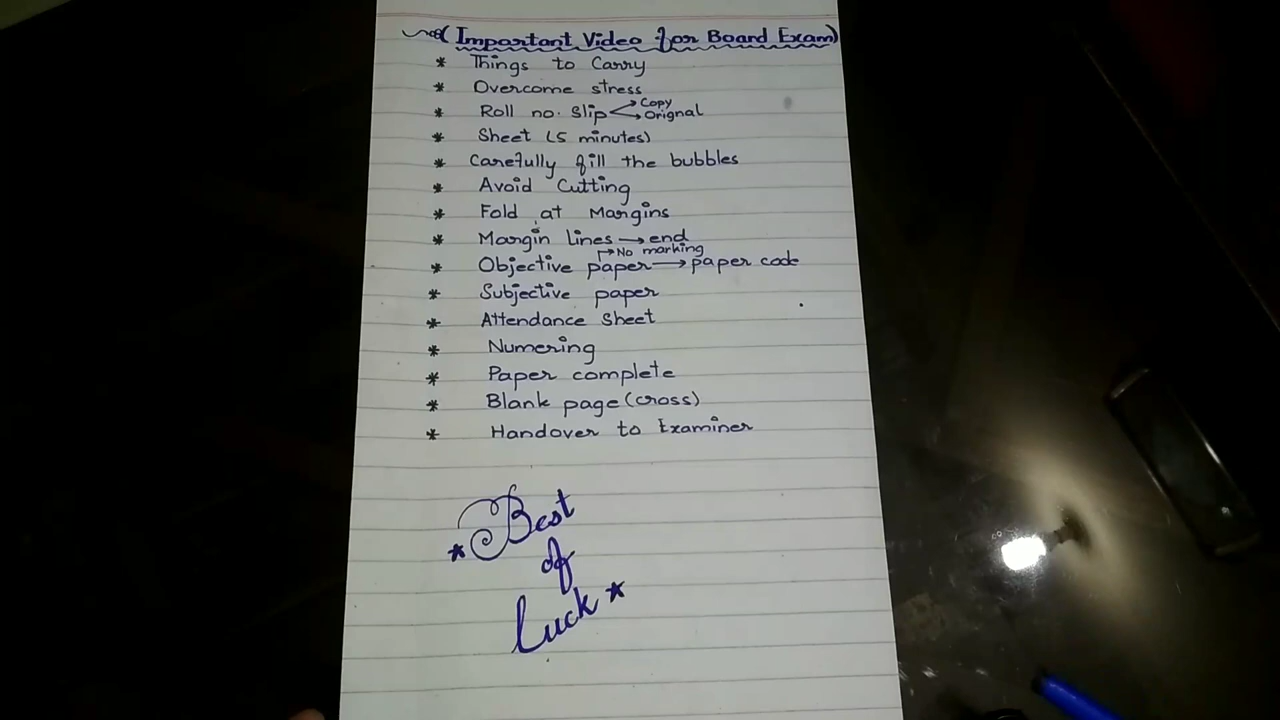 (Important Video for Board Exam)
* Things to Carry
* Overcome stress
* Roll no. Slip → Copy
→ Orignal
* Sheet (5 minutes)
* Carefully fill the bubbles
* Avoid Cutting
* Fold at Margins
* Margin lines → end
→ No marking
* Objective paper → paper code
* Subjective paper
* Attendance Sheet
* Numering
* Paper complete
* Blank page (cross)
* Handover to Examiner
* Best
of
Luck *